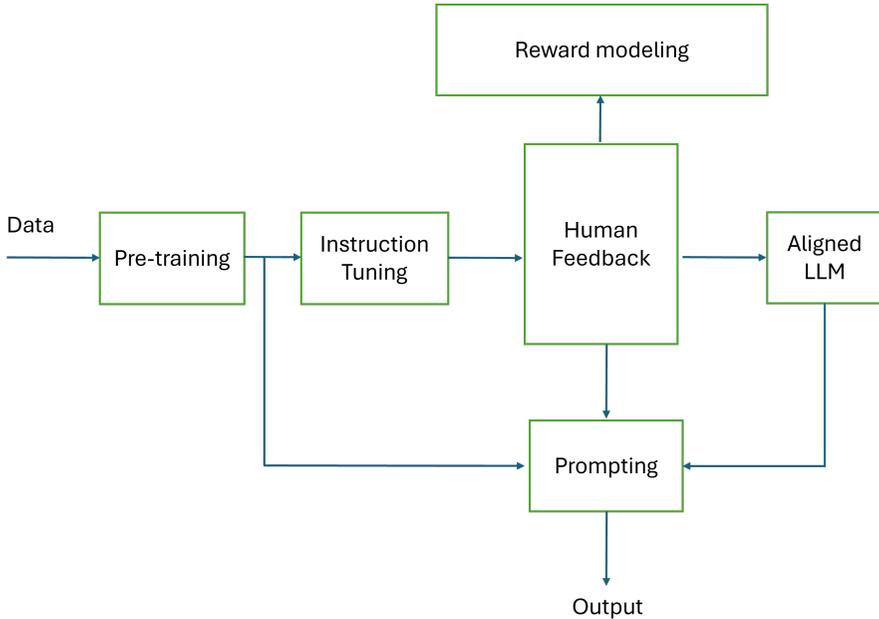 Reward modeling
Data
Pre-training
Instruction
Tuning
Human
Feedback
Aligned
LLM
Prompting
Output